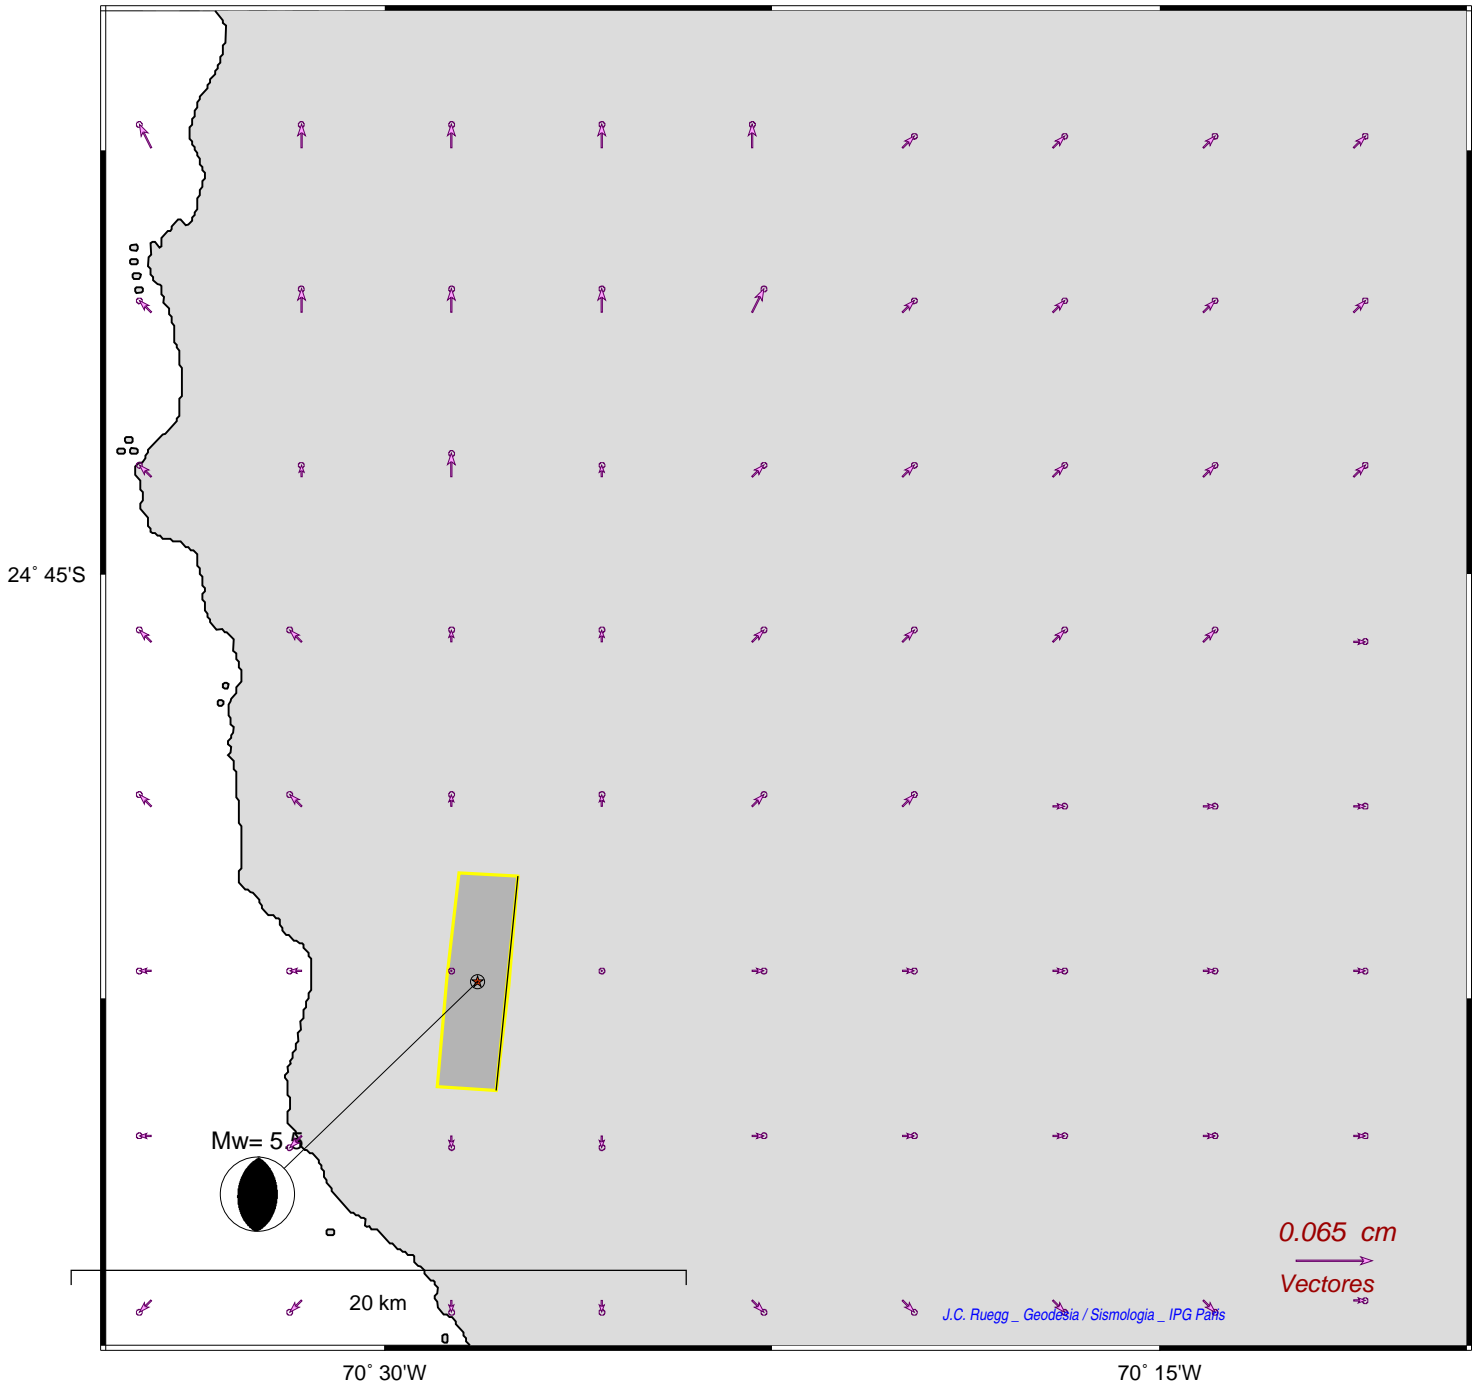 24° 45'S
Mw= 5.5
0.065 cm
Vectores
20 km
J.C. Ruegg _ Geodesia / Sismologia _ IPG Paris
70° 30'W
70° 15'W